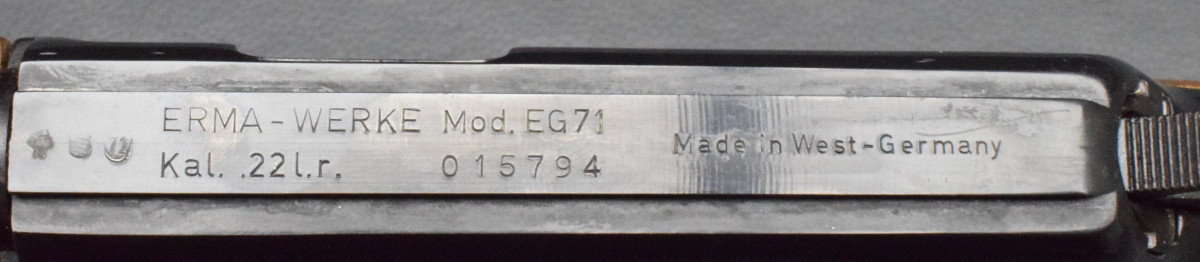 ERMA-WERKE Mod. EG71
Kal. .22 l.r. 015794
Made in West-Germany